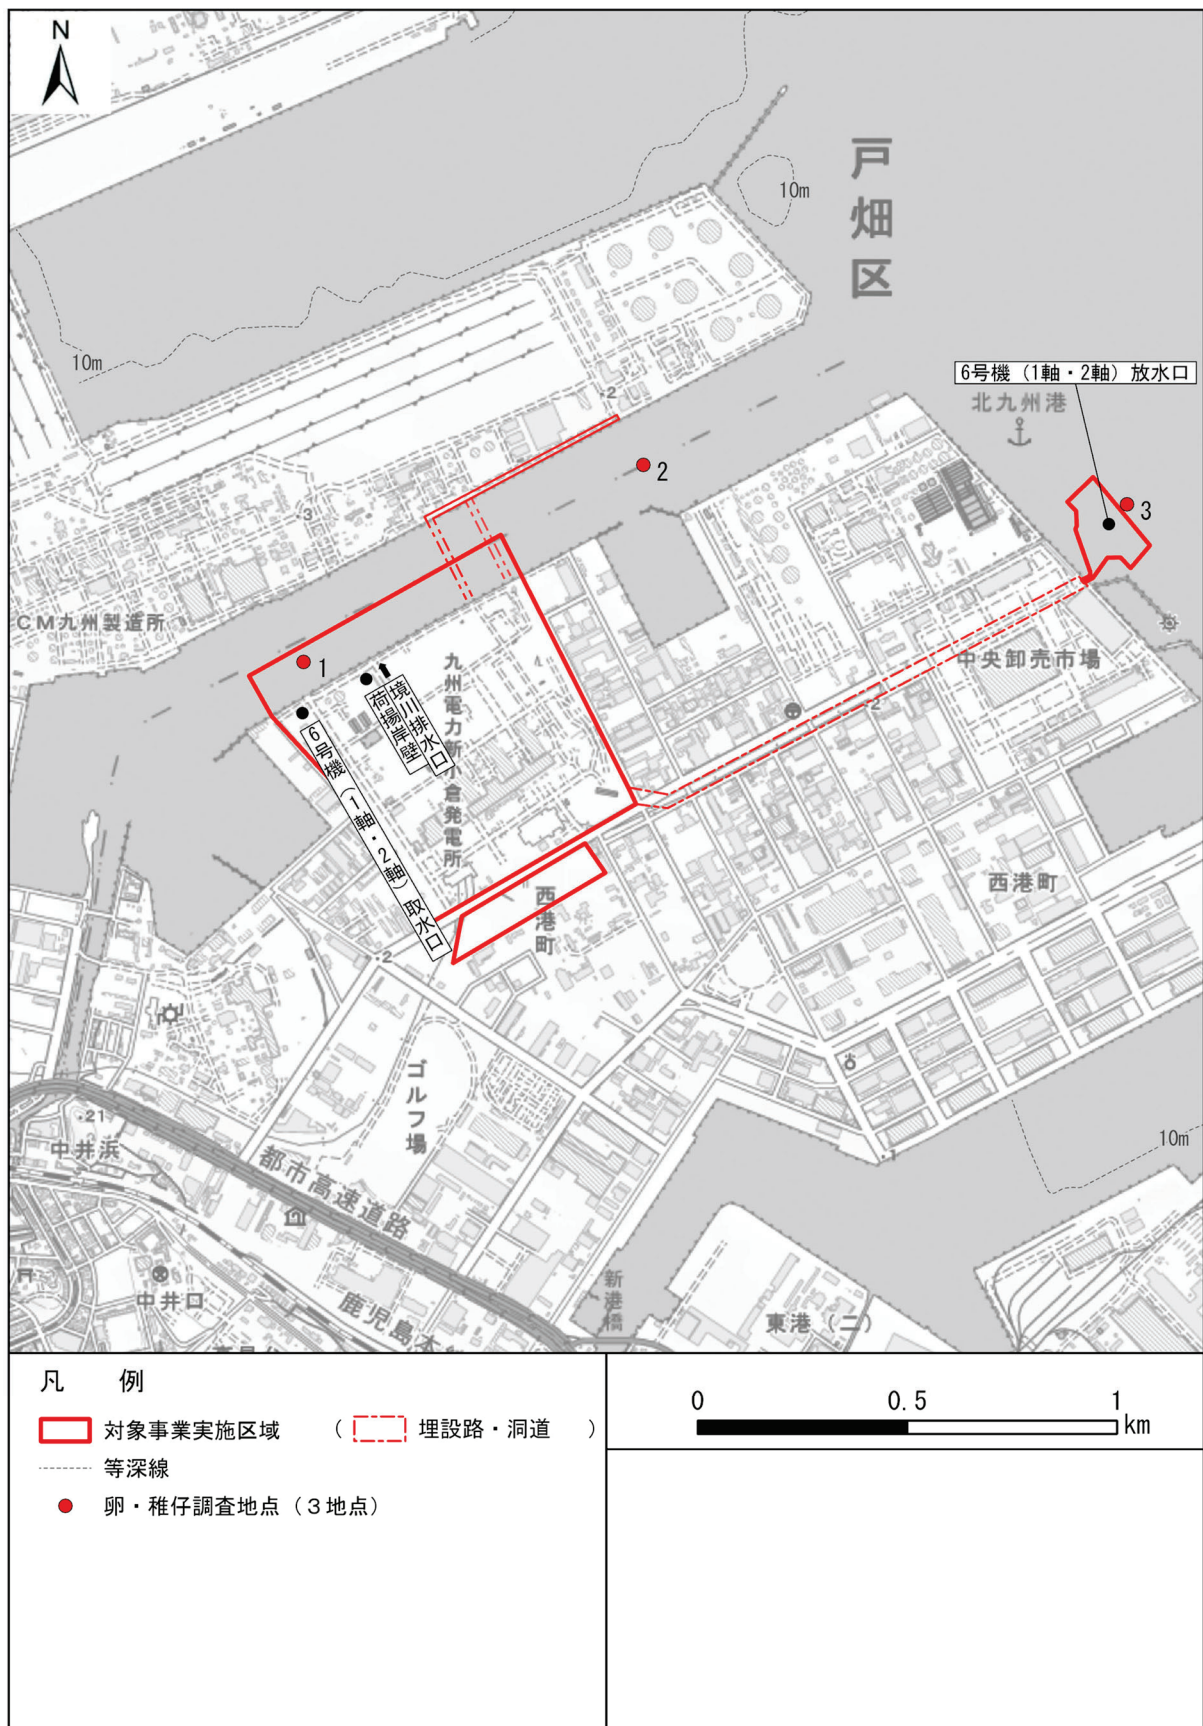 N
戸畑区
10m
10m
6号機（1軸・2軸）放水口
北九州港
2
2
3
3
CM九州製造所
1
荷揚岸壁
境川排水口
九州電力新小倉発電所
6号機（1軸・2軸）取水口
中央卸売市場
2
西港町
西港町
2
ゴルフ場
21
中井浜
都市高速道路
1
10m
中井口
鹿児島本線
新港橋
東港（二）
凡　例
対象事業実施区域　（　埋設路・洞道　）
等深線
卵・稚仔調査地点（３地点）
0 0.5 1
km